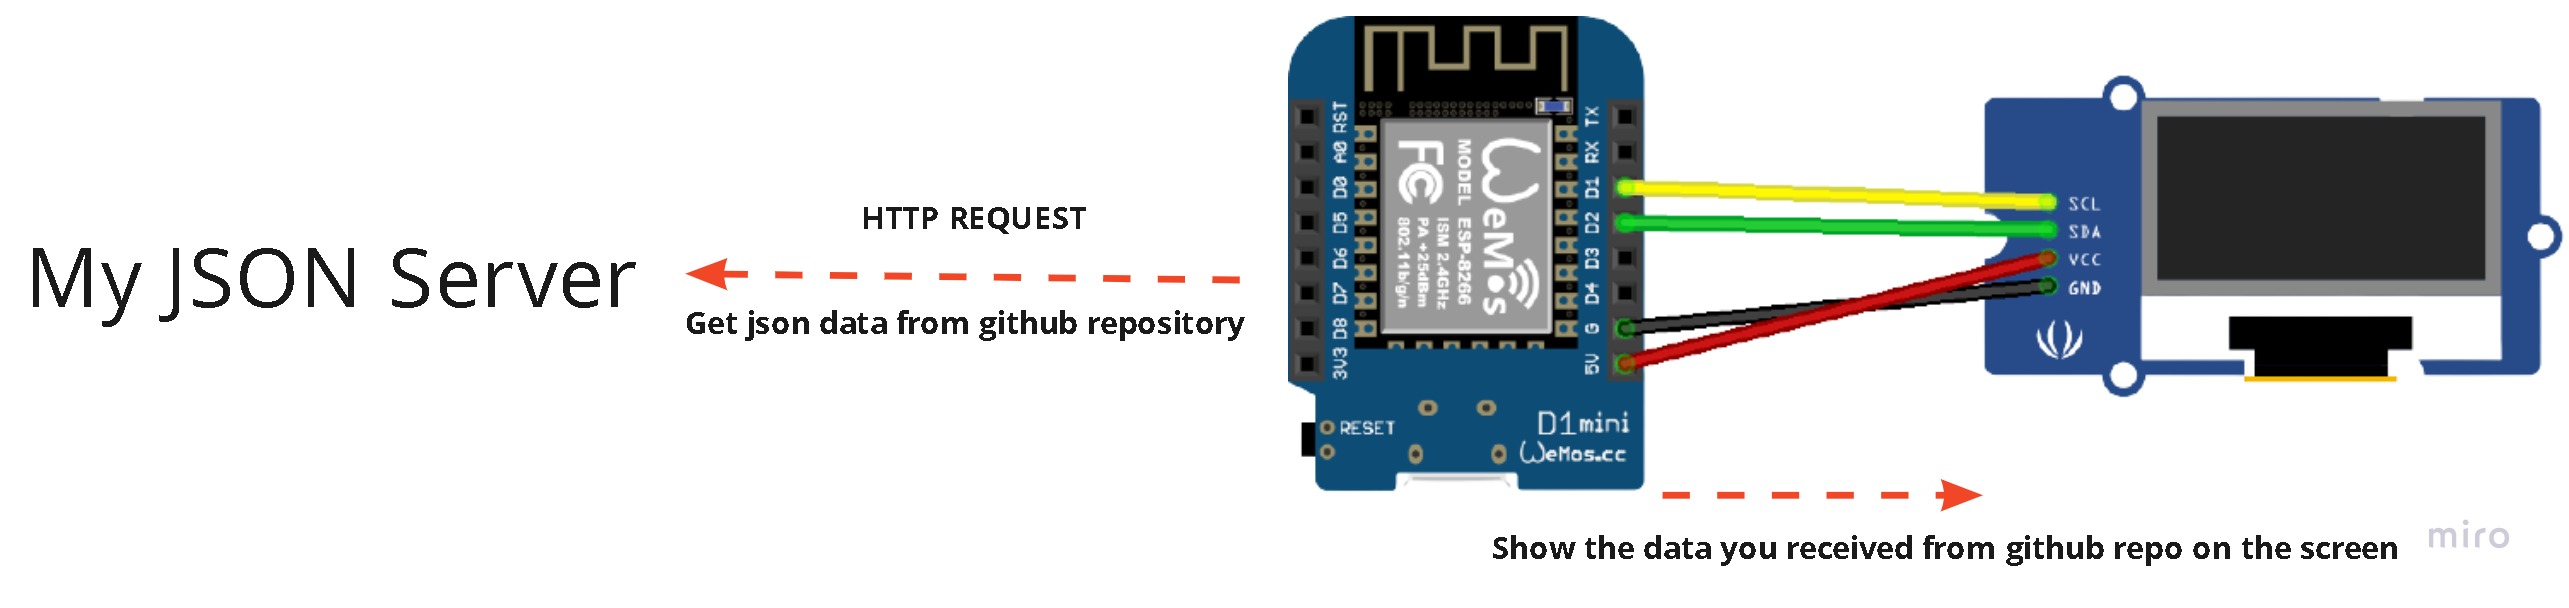 My JSON Server
HTTP REQUEST
Get json data from github repository
RST
A0
D0
D5
D6
D7
D8
3V3
TX
RX
D1
D2
D3
D4
G
5V
WeMos
MODEL ESP-8266
ISM 2.4GHz
PA +25dBm
802.11b/g/n
FC
RESET
D1mini
WeMos.cc
SCL
SDA
VCC
GND
Show the data you received from github repo on the screen
miro